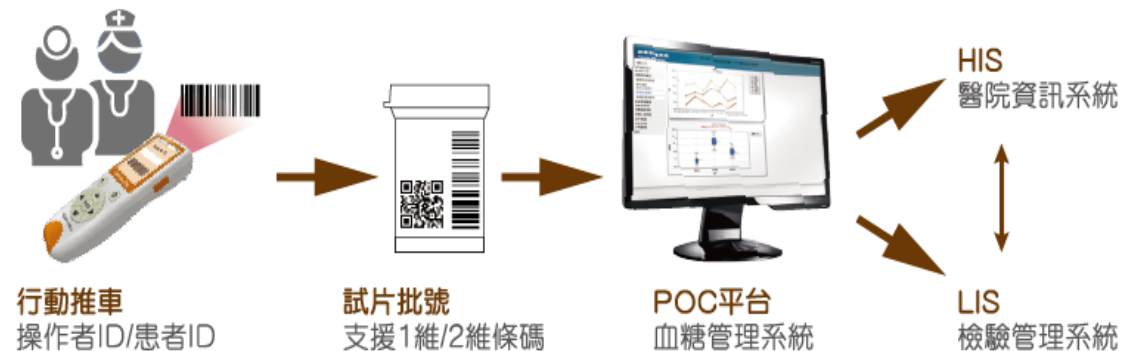 行動推車
操作者ID/患者ID
試片批號
支援1維/2維條碼
POC平台
血糖管理系統
HIS
醫院資訊系統
LIS
檢驗管理系統